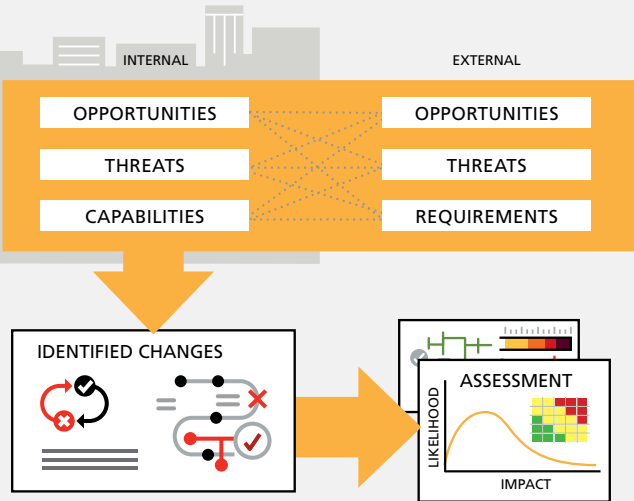 INTERNAL
EXTERNAL
OPPORTUNITIES
OPPORTUNITIES
THREATS
THREATS
CAPABILITIES
REQUIREMENTS
IDENTIFIED CHANGES
ASSESSMENT
LIKELIHOOD
IMPACT